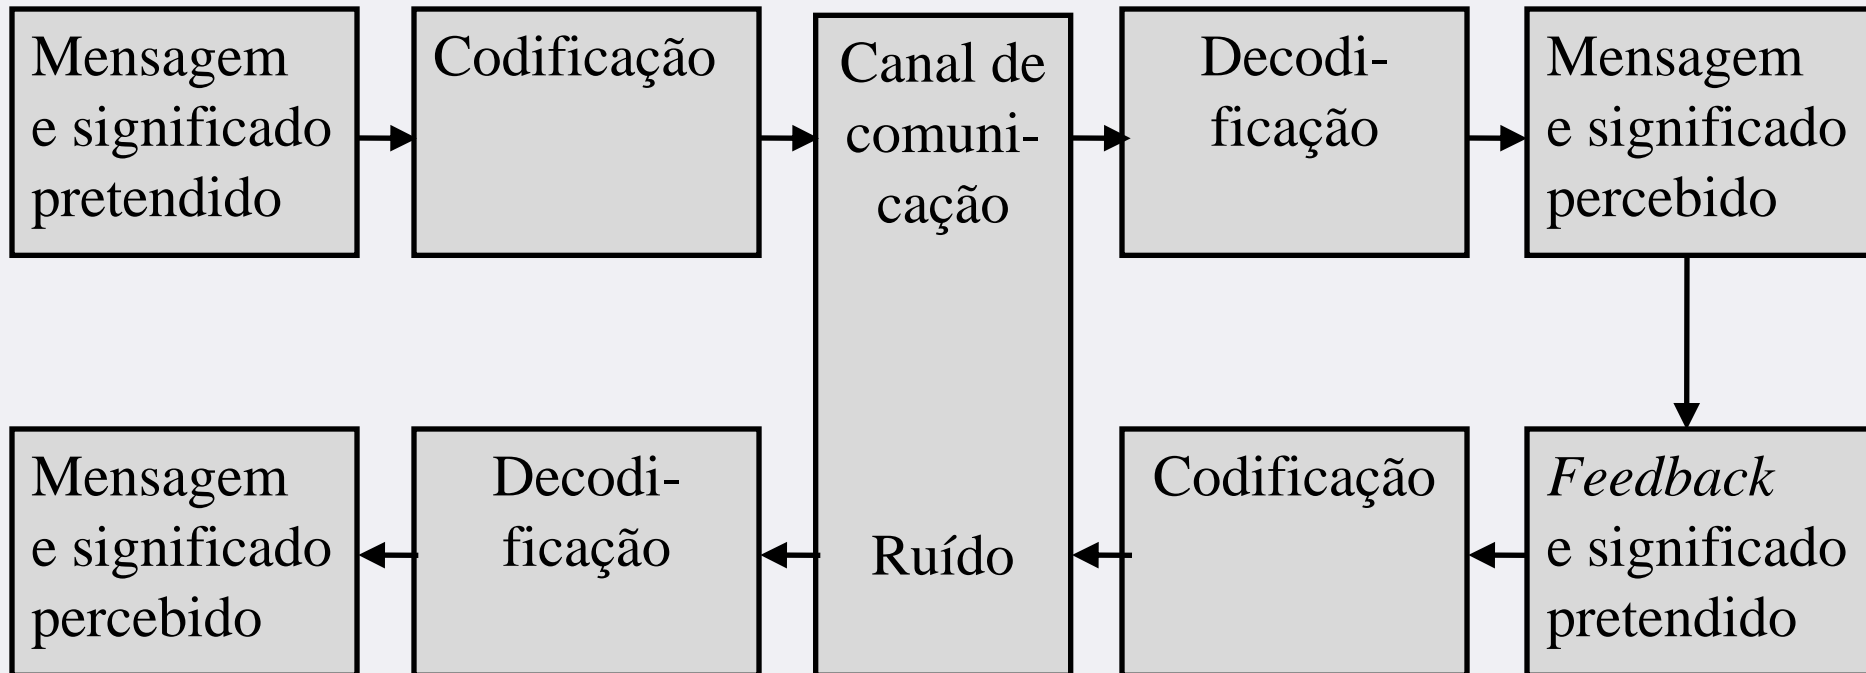 Mensagem
e significado
pretendido
Codificação
Canal de
comuni-
cação
Decodi-
ficação
Mensagem
e significado
percebido
Mensagem
e significado
percebido
Decodi-
ficação
Ruído
Codificação
Feedback
e significado
pretendido